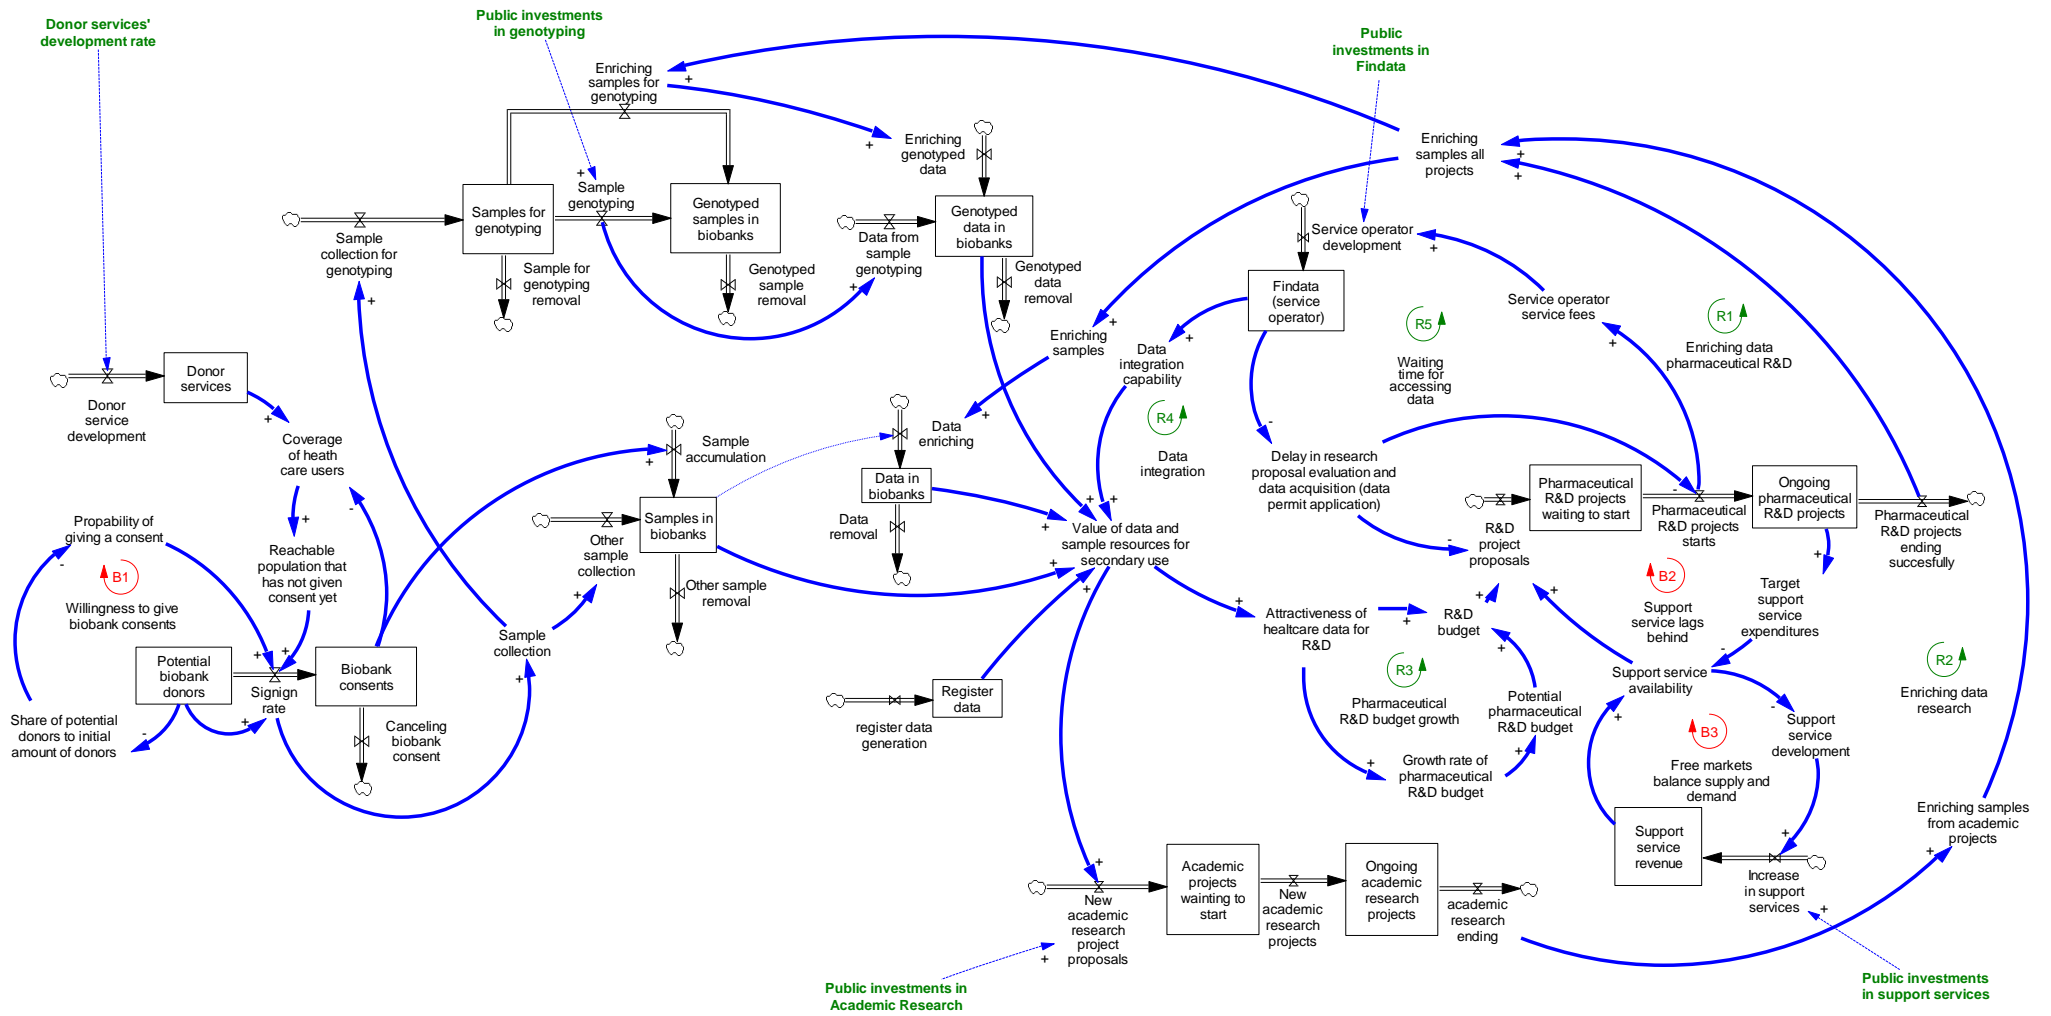 Donor services'
development rate
Public investments
in genotyping
Public
investments in
Findata
Enriching
samples for
genotyping
+
+
Enriching
genotyped
data
Enriching
samples all
projects
+
+
+
Sample
genotyping
Samples for
genotyping
Genotyped
samples in
biobanks
Genotyped
data in
biobanks
Sample
collection for
genotyping
+
Sample for
genotyping
removal
Genotyped
sample
removal
Data from
sample
genotyping
+
Genotyped
data
removal
Service operator
development
+
Findata
(service
operator)
Service operator
service fees
+
R5
Waiting
time for
accessing
data
R1
Enriching data
pharmaceutical R&D
Enriching
samples
+
Data
integration
capability
+
R4
Data
integration
Donor
services
Donor
service
development
+
Coverage
of heath
care users
-
Sample
accumulation
+
Data
enriching
+
Data in
biobanks
Data
removal
Delay in research
proposal evaluation and
data acquisition (data
permit application)
-
Pharmaceutical
R&D projects
waiting to start
Ongoing
pharmaceutical
R&D projects
-
Pharmaceutical
R&D projects
starts
Pharmaceutical
R&D projects
ending
succesfully
Propability of
giving a consent
-
B1
Willingness to give
biobank consents
+
Reachable
population that
has not given
consent yet
Other
sample
collection
+
Samples in
biobanks
Other sample
removal
+
+
+
+
+
Value of data and
sample resources for
secondary use
R&D
project
proposals
-
+
+
B2
Support
service lags
behind
+
Target
support
service
expenditures
Potential
biobank
donors
+
+
+
Signign
rate
Biobank
consents
Sample
collection
+
Share of potential
donors to initial
amount of donors
-
Canceling
biobank
consent
Register
data
register data
generation
+
Attractiveness of
healtcare data for
R&D
+
R&D
budget
+
R3
Pharmaceutical
R&D budget growth
Potential
pharmaceutical
R&D budget
+
Growth rate of
pharmaceutical
R&D budget
+
Support service
availability
-
+
-
Support
service
development
B3
Free markets
balance supply and
demand
R2
Enriching data
research
Support
service
revenue
+
Increase
in support
services
+
Enriching samples
from academic
projects
+
+
New
academic
research
project
proposals
+
Academic
projects
wainting to
start
New
academic
research
projects
Ongoing
academic
research
projects
academic
research
ending
Public investments in
Academic Research
Public investments
in support services